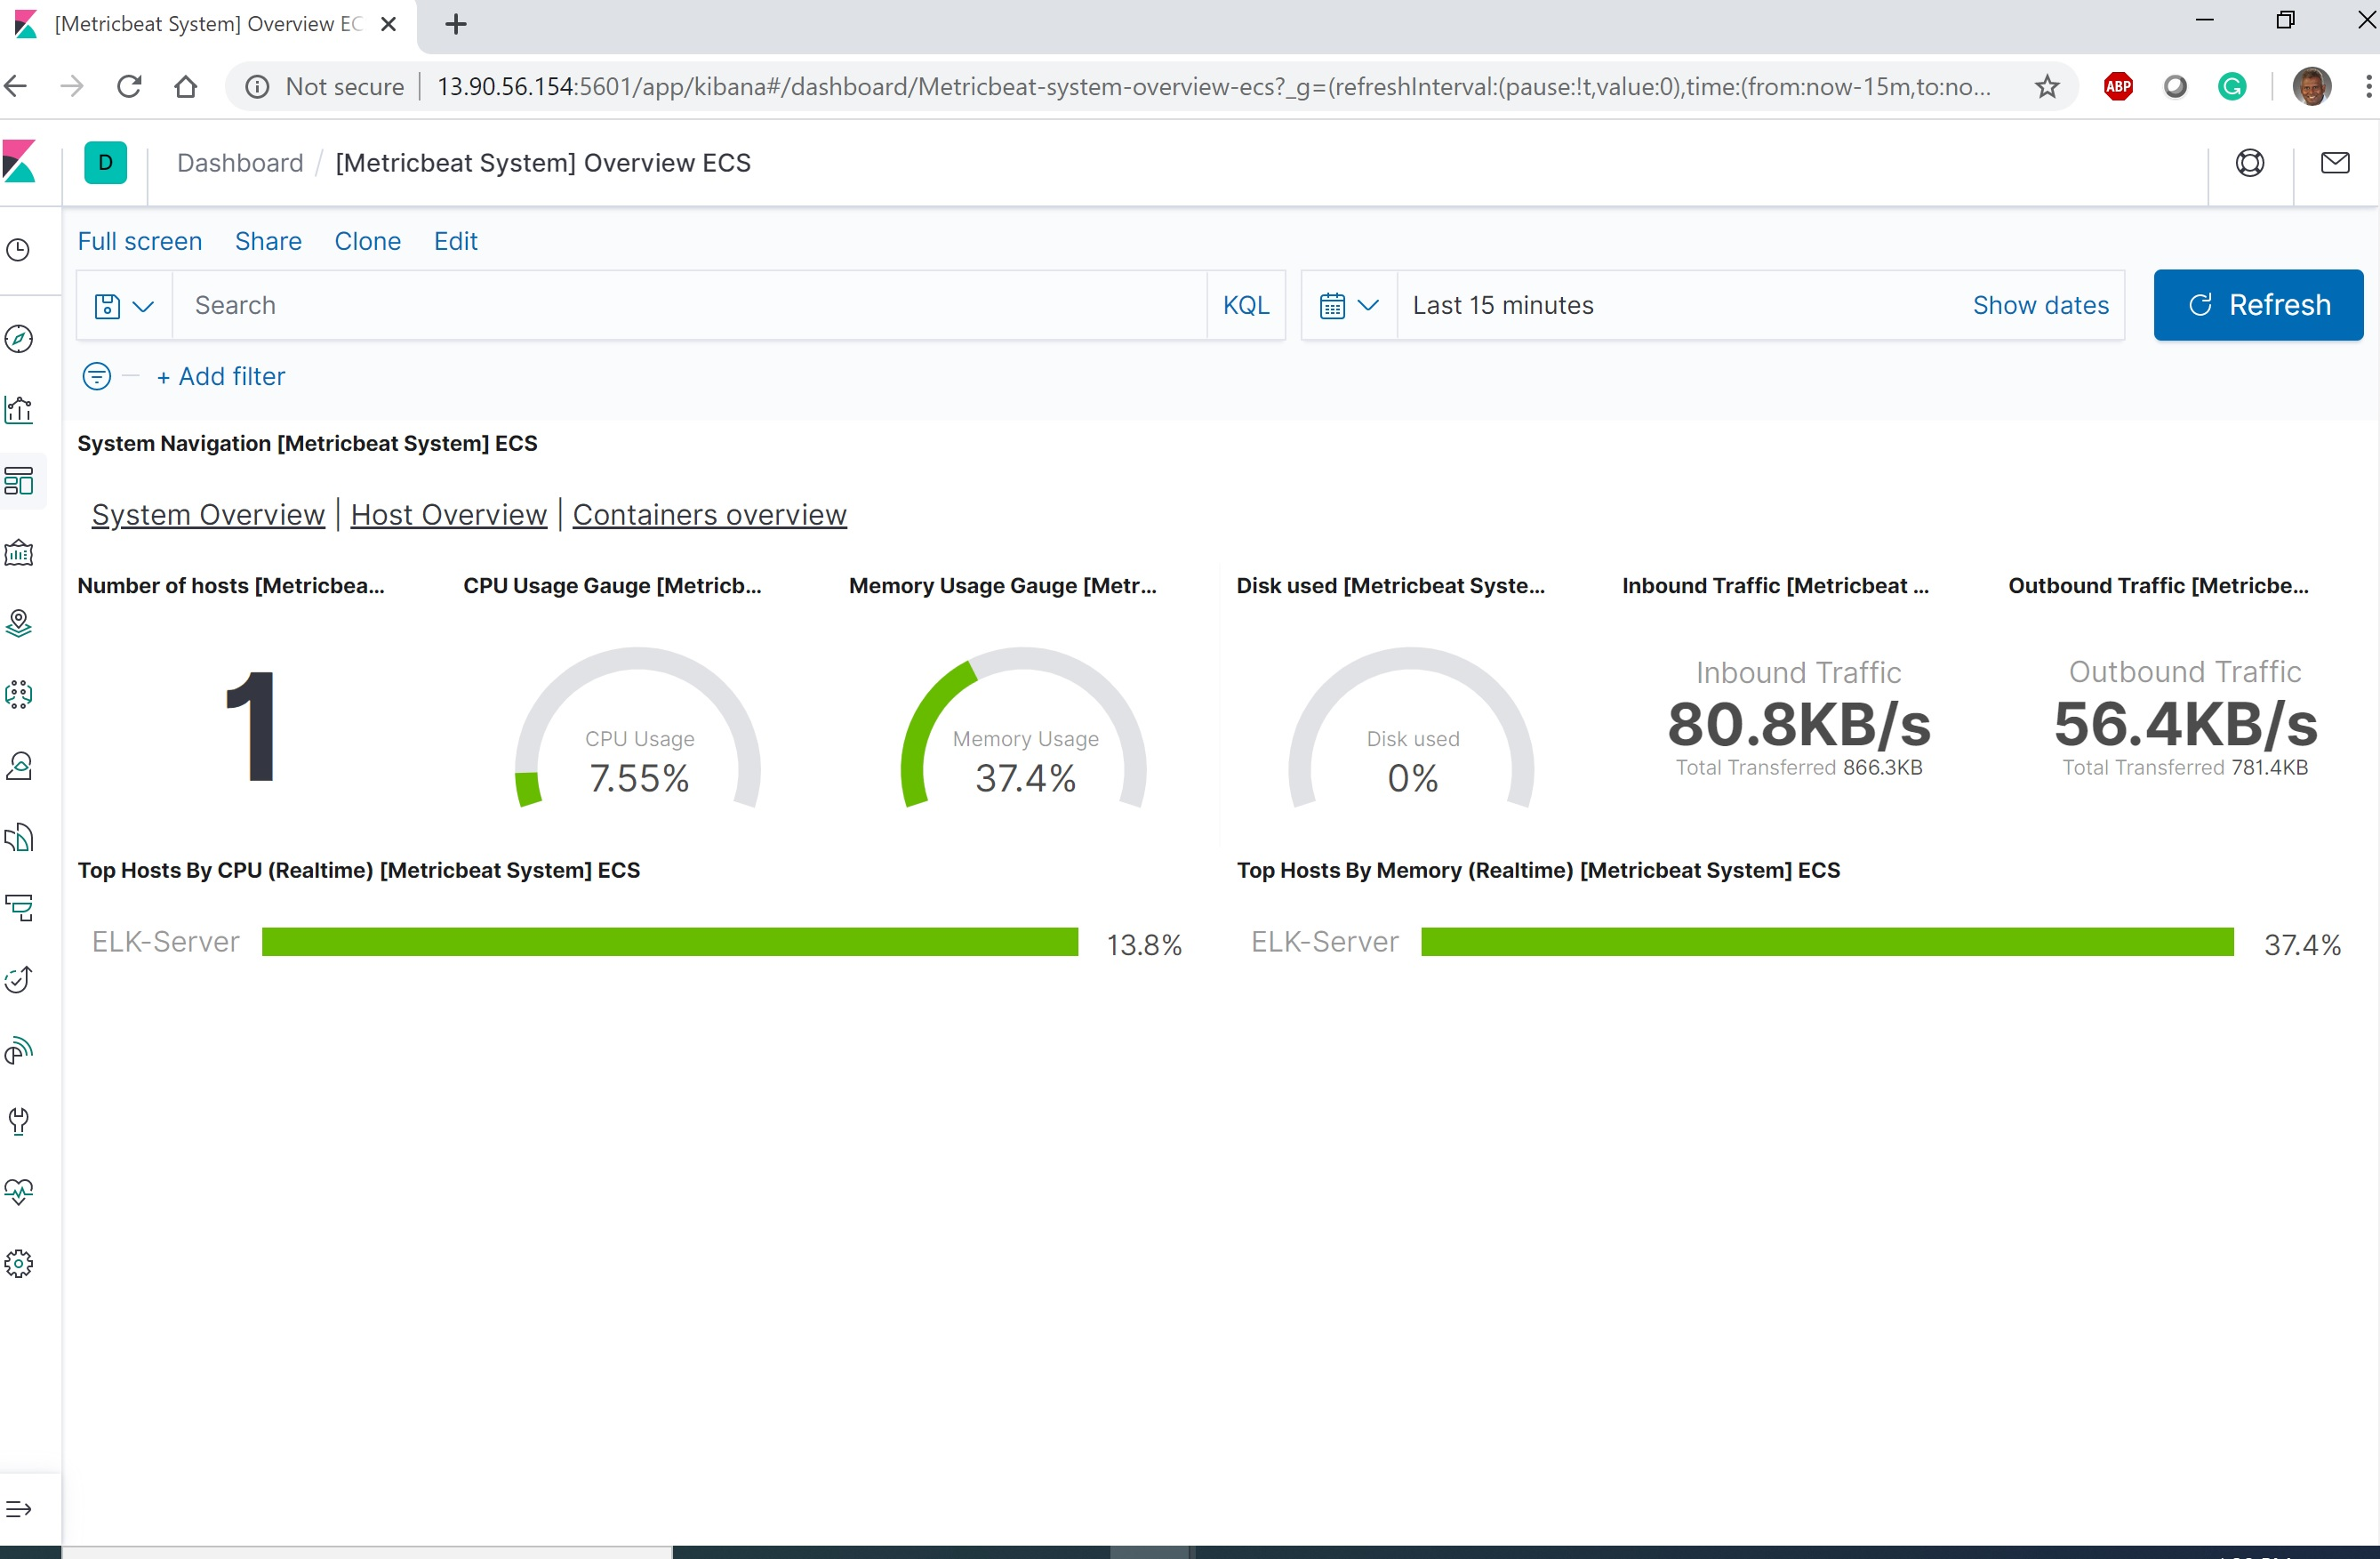 [Metricbeat System] Overview EC
Not secure 13.90.56.154:5601/app/kibana#/dashboard/Metricbeat-system-overview-ecs?_g=(refreshInterval:(pause:!t,value:0),time:(from:now-15m,to:no...
ABP
D Dashboard / [Metricbeat System] Overview ECS
Full screen Share Clone Edit
Search KQL Last 15 minutes Show dates Refresh
+ Add filter
System Navigation [Metricbeat System] ECS
System Overview | Host Overview | Containers overview
Number of hosts [Metricbea... CPU Usage Gauge [Metricb... Memory Usage Gauge [Metr... Disk used [Metricbeat Syste... Inbound Traffic [Metricbeat ... Outbound Traffic [Metricbe...
1
CPU Usage
7.55%
Memory Usage
37.4%
Disk used
0%
Inbound Traffic
80.8KB/s
Total Transferred 866.3KB
Outbound Traffic
56.4KB/s
Total Transferred 781.4KB
Top Hosts By CPU (Realtime) [Metricbeat System] ECS
ELK-Server 13.8%
Top Hosts By Memory (Realtime) [Metricbeat System] ECS
ELK-Server 37.4%